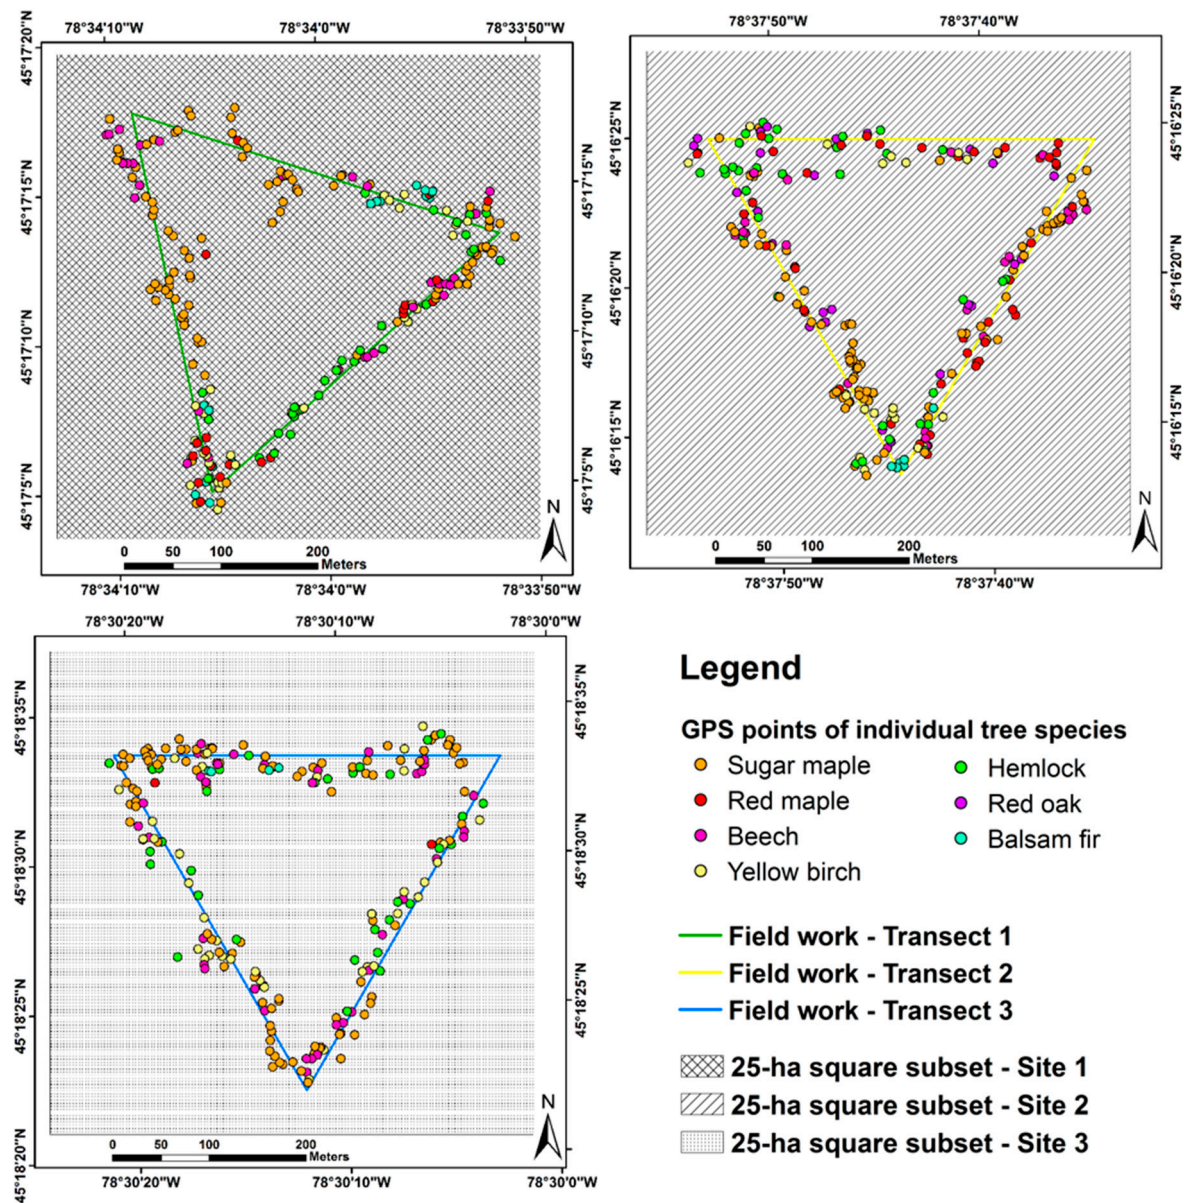 78°34'10"W 78°34'0"W 78°33'50"W
45°17'20"N
45°17'15"N
45°17'10"N
45°17'5"N
45°17'15"N
45°17'10"N
45°17'5"N
N
0 50 100 200
Meters
78°34'10"W 78°34'0"W 78°33'50"W
78°37'50"W 78°37'40"W
45°16'25"N
45°16'20"N
45°16'15"N
45°16'25"N
45°16'20"N
45°16'15"N
N
0 50 100 200
Meters
78°37'50"W 78°37'40"W
78°30'20"W 78°30'10"W 78°30'0"W
45°18'35"N
45°18'30"N
45°18'25"N
45°18'20"N
45°18'35"N
45°18'30"N
45°18'25"N
N
0 50 100 200
Meters
78°30'20"W 78°30'10"W 78°30'0"W
Legend
GPS points of individual tree species
Sugar maple
Red maple
Beech
Yellow birch
Hemlock
Red oak
Balsam fir
Field work - Transect 1
Field work - Transect 2
Field work - Transect 3
25-ha square subset - Site 1
25-ha square subset - Site 2
25-ha square subset - Site 3